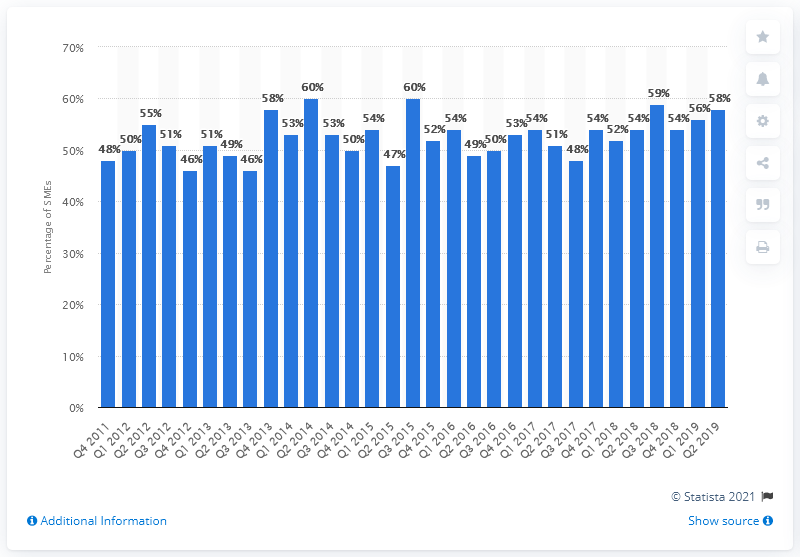 70%
60%
50%
40%
30%
20%
10%
0%
Percentage of SMEs
48%
50%
55%
51%
46%
51%
49%
46%
58%
53%
60%
53%
50%
54%
47%
60%
52%
54%
49%
50%
53%
54%
51%
48%
54%
52%
54%
59%
54%
56%
58%
Q4 2011
Q1 2012
Q2 2012
Q3 2012
Q4 2012
Q1 2013
Q2 2013
Q3 2013
Q4 2013
Q1 2014
Q2 2014
Q3 2014
Q4 2014
Q1 2015
Q2 2015
Q3 2015
Q4 2015
Q1 2016
Q2 2016
Q3 2016
Q4 2016
Q1 2017
Q2 2017
Q3 2017
Q4 2017
Q1 2018
Q2 2018
Q3 2018
Q4 2018
Q1 2019
Q2 2019
© Statista 2021
Additional Information
Show source